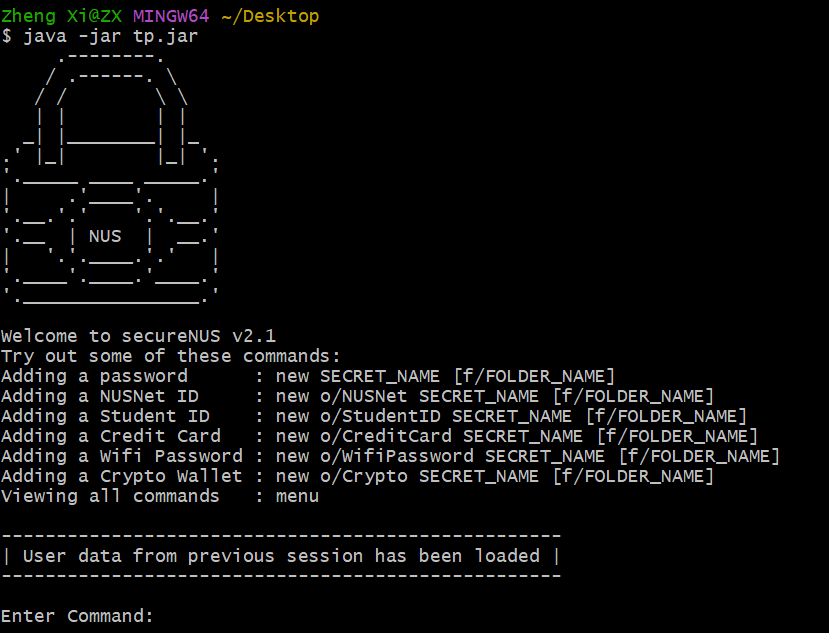 Zheng Xi@ZX MINGW64 ~/Desktop
$ java -jar tp.jar
NUS
Welcome to secureNUS v2.1
Try out some of these commands:
Adding a password      : new SECRET_NAME [f/FOLDER_NAME]
Adding a NUSNet ID     : new o/NUSNet SECRET_NAME [f/FOLDER_NAME]
Adding a Student ID    : new o/StudentID SECRET_NAME [f/FOLDER_NAME]
Adding a Credit Card   : new o/CreditCard SECRET_NAME [f/FOLDER_NAME]
Adding a Wifi Password : new o/WifiPassword SECRET_NAME [f/FOLDER_NAME]
Adding a Crypto Wallet : new o/Crypto SECRET_NAME [f/FOLDER_NAME]
Viewing all commands   : menu
| User data from previous session has been loaded |
Enter Command: